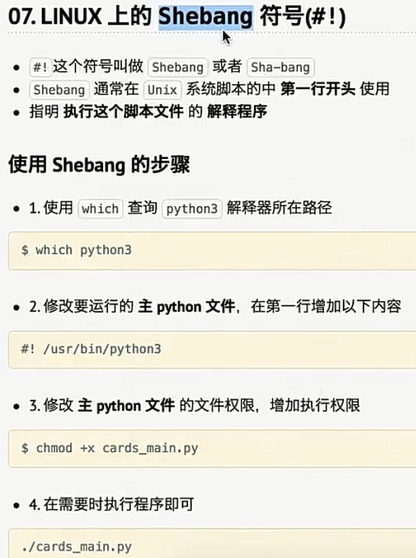 07. LINUX 上的 Shebang 符号(#!)
#! 这个符号叫做 Shebang 或者 Sha-bang
Shebang 通常在 Unix 系统脚本的中 第一行开头 使用
指明 执行这个脚本文件 的 解释程序
使用 Shebang 的步骤
1. 使用 which 查询 python3 解释器所在路径
$ which python3
2. 修改要运行的 主 python 文件，在第一行增加以下内容
#! /usr/bin/python3
3. 修改 主 python 文件 的文件权限，增加执行权限
$ chmod +x cards_main.py
4. 在需要时执行程序即可
./cards_main.py